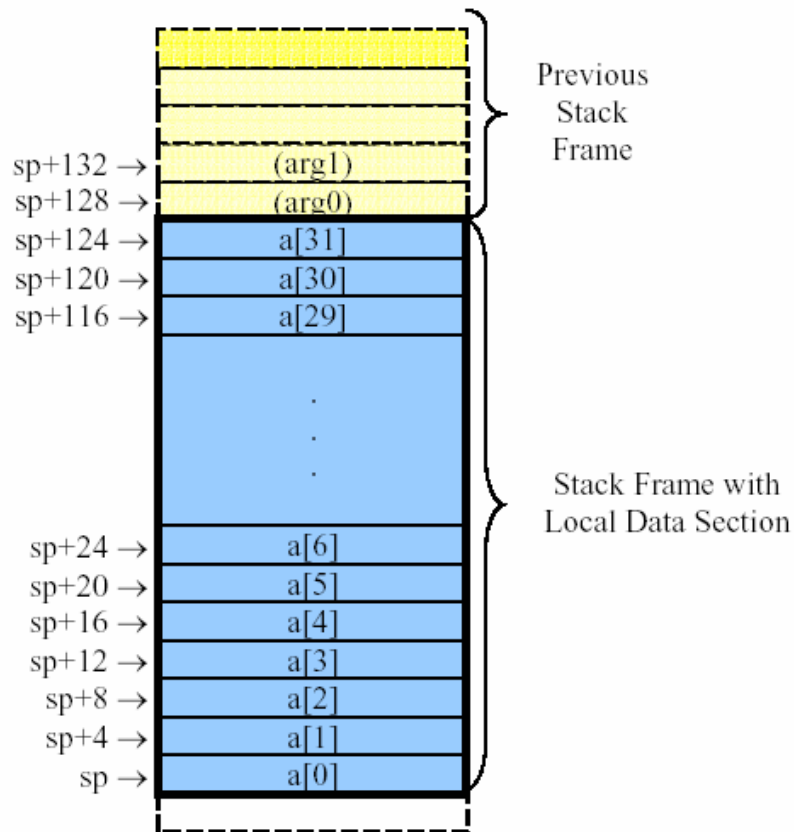 Previous
Stack
Frame
sp+132 → (arg1)
sp+128 → (arg0)
sp+124 → a[31]
sp+120 → a[30]
sp+116 → a[29]
.
.
.
Stack Frame with
Local Data Section
sp+24 → a[6]
sp+20 → a[5]
sp+16 → a[4]
sp+12 → a[3]
sp+8 → a[2]
sp+4 → a[1]
sp → a[0]